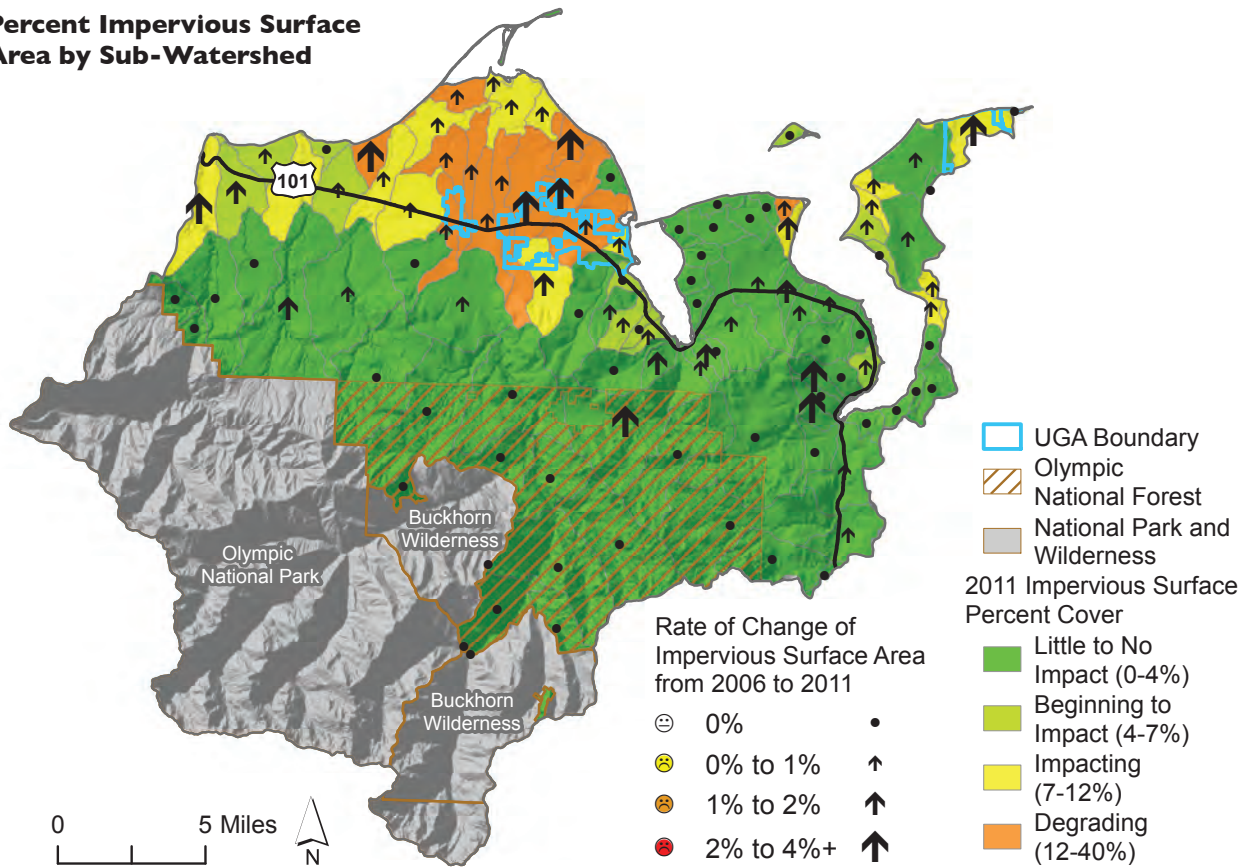 Percent Impervious Surface
Area by Sub-Watershed
101
Olympic
National Park
Buckhorn
Wilderness
Buckhorn
Wilderness
0 5 Miles
N
Rate of Change of
Impervious Surface Area
from 2006 to 2011
0%
0% to 1%
1% to 2%
2% to 4%+
UGA Boundary
Olympic
National Forest
National Park and
Wilderness
2011 Impervious Surface
Percent Cover
Little to No
Impact (0-4%)
Beginning to
Impact (4-7%)
Impacting
(7-12%)
Degrading
(12-40%)